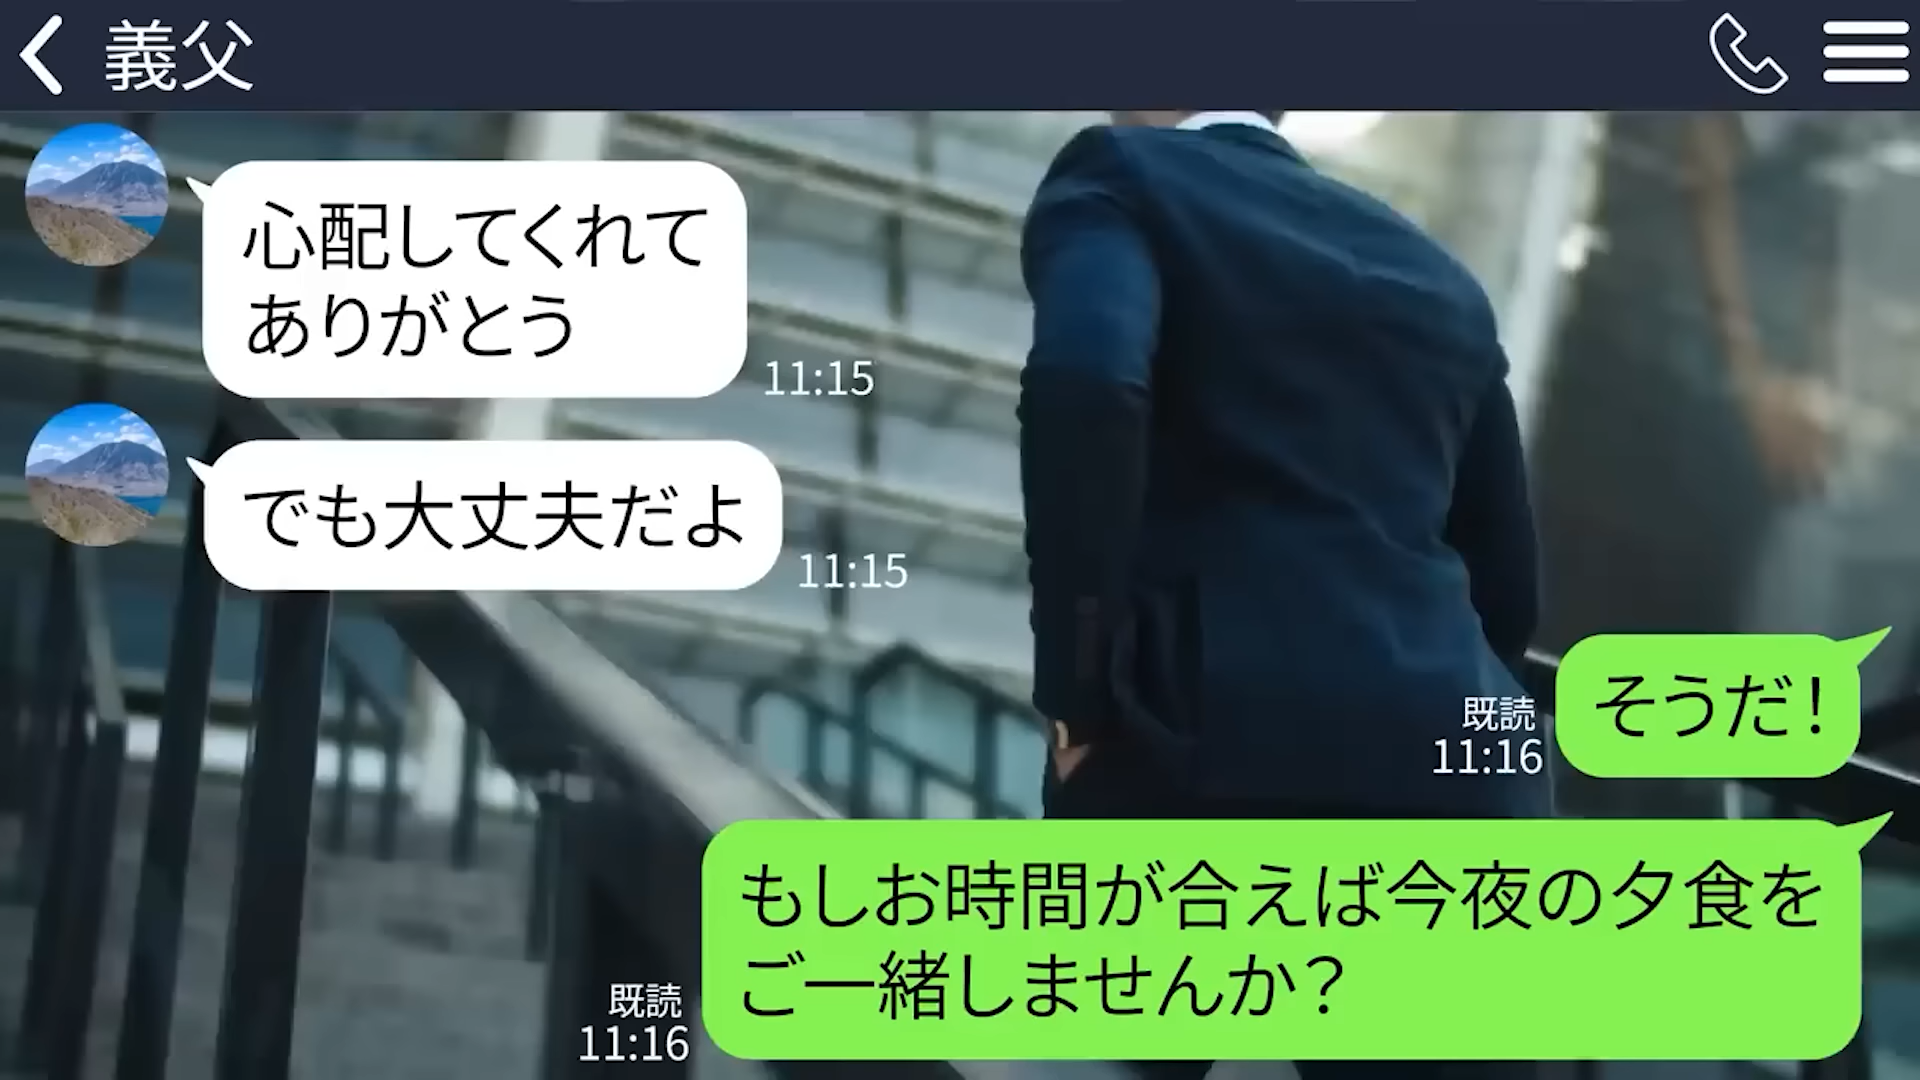 義父
心配してくれて
ありがとう
11:15
でも大丈夫だよ
11:15
そうだ！
既読
11:16
もしお時間が合えば今夜の夕食を
ご一緒しませんか？
既読
11:16